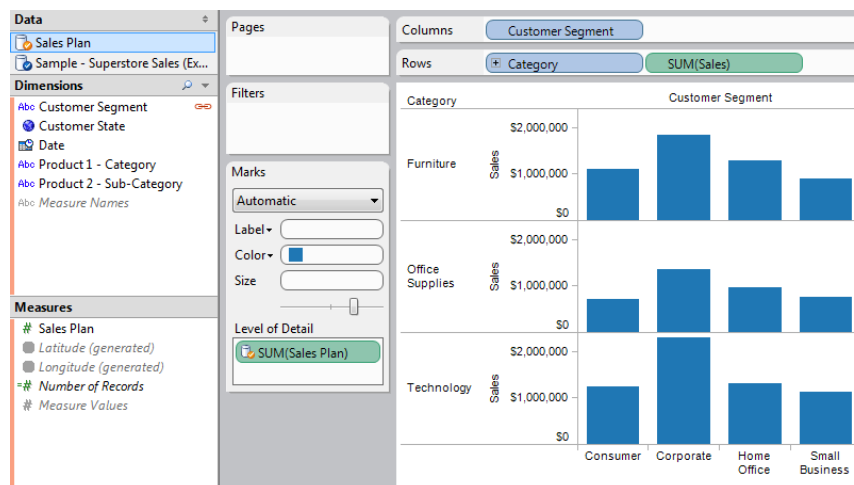 Data
Sales Plan
Sample - Superstore Sales (Ex...
Dimensions
Abc Customer Segment
Customer State
Date
Abc Product 1 - Category
Abc Product 2 - Sub-Category
Abc Measure Names
Measures
# Sales Plan
Latitude (generated)
Longitude (generated)
=# Number of Records
# Measure Values
Pages
Filters
Marks
Automatic
Label
Color
Size
Level of Detail
SUM(Sales Plan)
Columns
Customer Segment
Rows
Category
SUM(Sales)
Category
Customer Segment
Furniture
Sales
$2,000,000
$1,000,000
$0
Office
Supplies
Sales
$2,000,000
$1,000,000
$0
Technology
Sales
$2,000,000
$1,000,000
$0
Consumer
Corporate
Home
Office
Small
Business